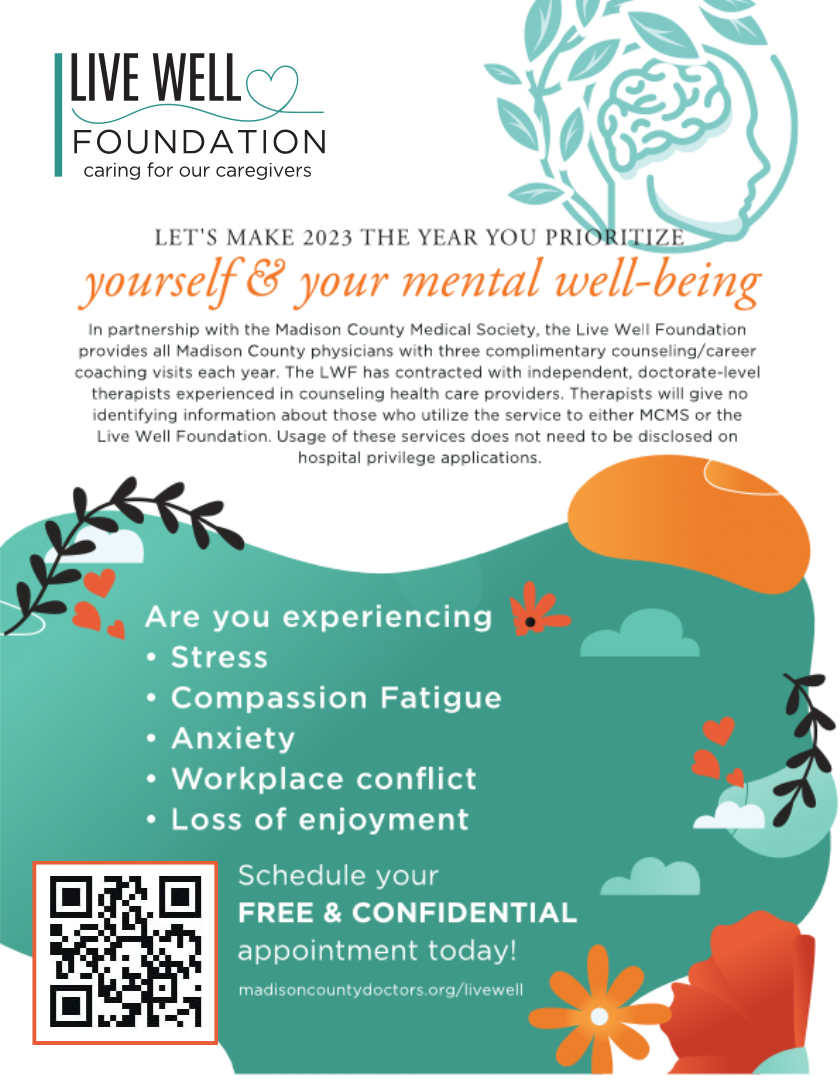 LIVE WELL
FOUNDATION
caring for our caregivers
LET'S MAKE 2023 THE YEAR YOU PRIORITIZE
yourself & your mental well-being
In partnership with the Madison County Medical Society, the Live Well Foundation
provides all Madison County physicians with three complimentary counseling/career
coaching visits each year. The LWF has contracted with independent, doctorate-level
therapists experienced in counseling health care providers. Therapists will give no
identifying information about those who utilize the service to either MCMS or the
Live Well Foundation. Usage of these services does not need to be disclosed on
hospital privilege applications.
Are you experiencing
• Stress
• Compassion Fatigue
• Anxiety
• Workplace conflict
• Loss of enjoyment
Schedule your
FREE & CONFIDENTIAL
appointment today!
madisoncountydoctors.org/livewell